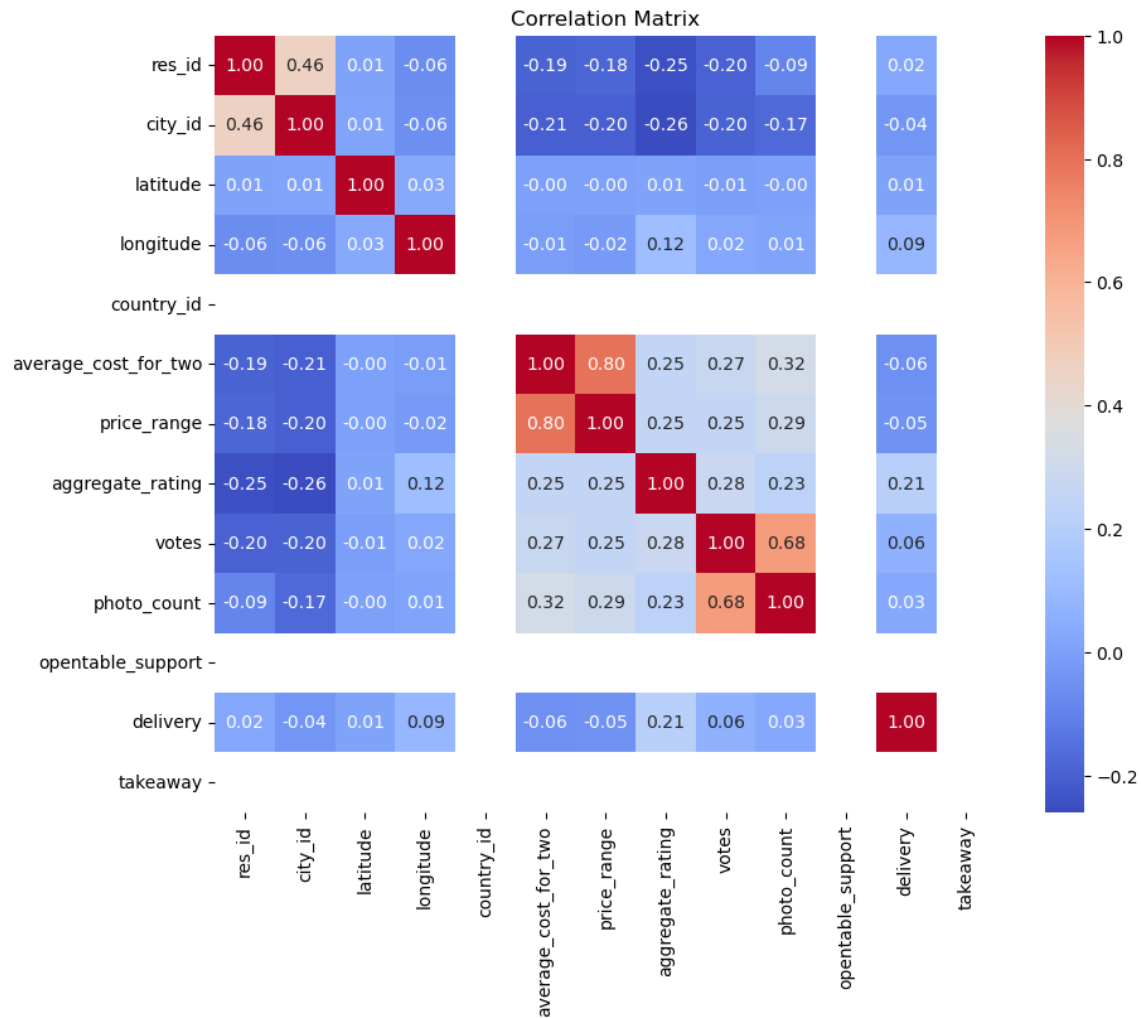 Correlation Matrix
res_id 1.00 0.46 0.01 -0.06 -0.19 -0.18 -0.25 -0.20 -0.09 0.02
city_id 0.46 1.00 0.01 -0.06 -0.21 -0.20 -0.26 -0.20 -0.17 -0.04
latitude 0.01 0.01 1.00 0.03 -0.00 -0.00 0.01 -0.01 -0.00 0.01
longitude -0.06 -0.06 0.03 1.00 -0.01 -0.02 0.12 0.02 0.01 0.09
country_id
average_cost_for_two -0.19 -0.21 -0.00 -0.01 1.00 0.80 0.25 0.27 0.32 -0.06
price_range -0.18 -0.20 -0.00 -0.02 0.80 1.00 0.25 0.25 0.29 -0.05
aggregate_rating -0.25 -0.26 0.01 0.12 0.25 0.25 1.00 0.28 0.23 0.21
votes -0.20 -0.20 -0.01 0.02 0.27 0.25 0.28 1.00 0.68 0.06
photo_count -0.09 -0.17 -0.00 0.01 0.32 0.29 0.23 0.68 1.00 0.03
opentable_support
delivery 0.02 -0.04 0.01 0.09 -0.06 -0.05 0.21 0.06 0.03 1.00
takeaway
res_id
city_id
latitude
longitude
country_id
average_cost_for_two
price_range
aggregate_rating
votes
photo_count
opentable_support
delivery
takeaway
1.0
0.8
0.6
0.4
0.2
0.0
−0.2